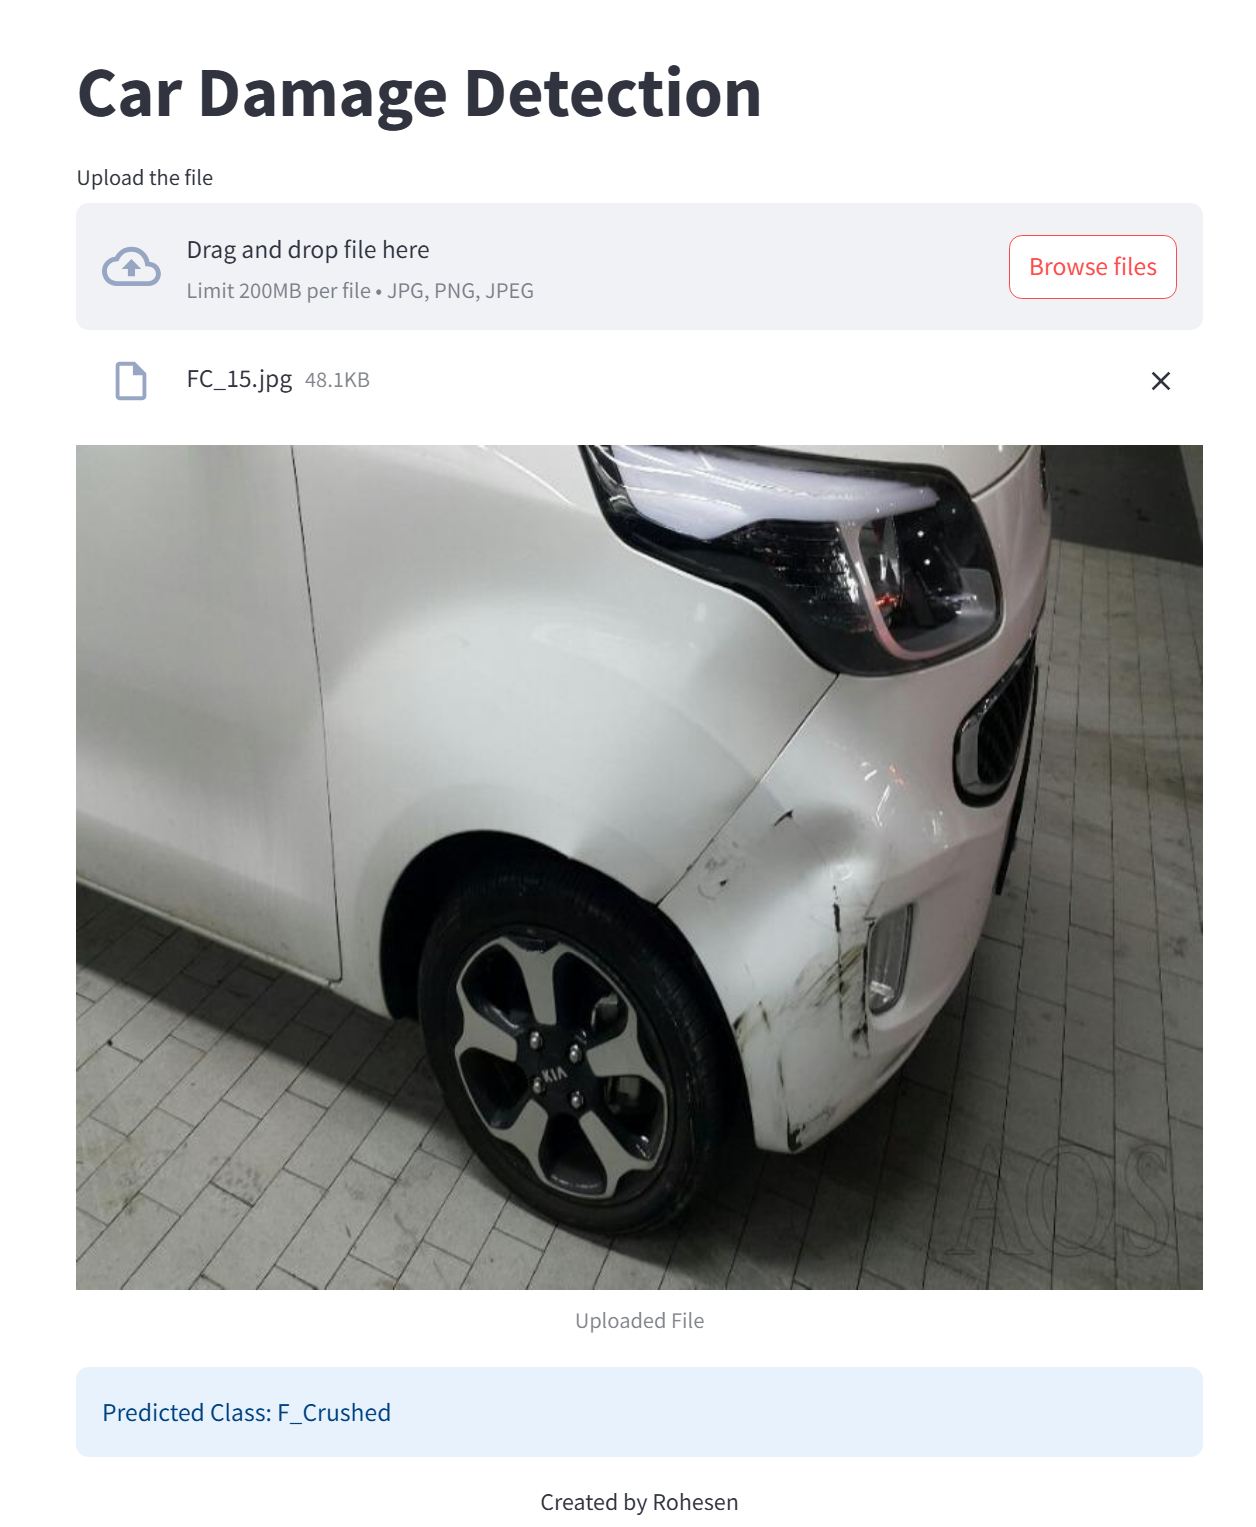 Car Damage Detection
Upload the file
Drag and drop file here
Limit 200MB per file • JPG, PNG, JPEG
Browse files
FC_15.jpg 48.1KB
KIA
AOS
Uploaded File
Predicted Class: F_Crushed
Created by Rohesen